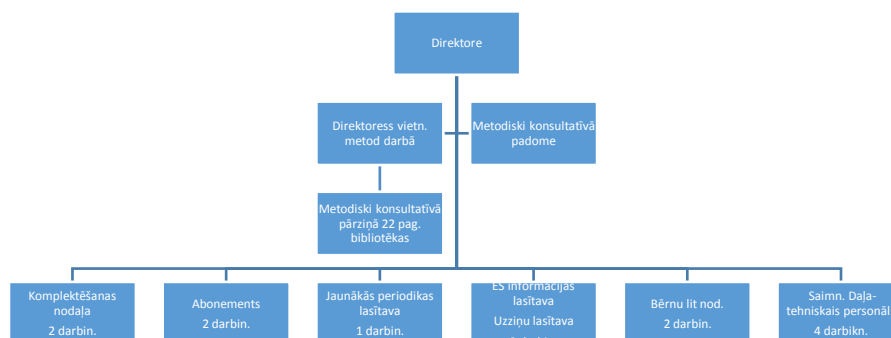 Direktore
Direktoress vietn.
metod darbā
Metodiski konsultatīvā
padome
Metodiski konsultatīvā
pārziņā 22 pag.
bibliotēkas
Komplektēšanas
nodaļa
2 darbin.
Abonements
2 darbin.
Jaunākās periodikas
lasītava
1 darbin.
ES informācijas
lasītava
Uzziņu lasītava
Bērnu lit nod.
2 darbin.
Saimn. Daļa-
tehniskais personāls
4 darbikn.